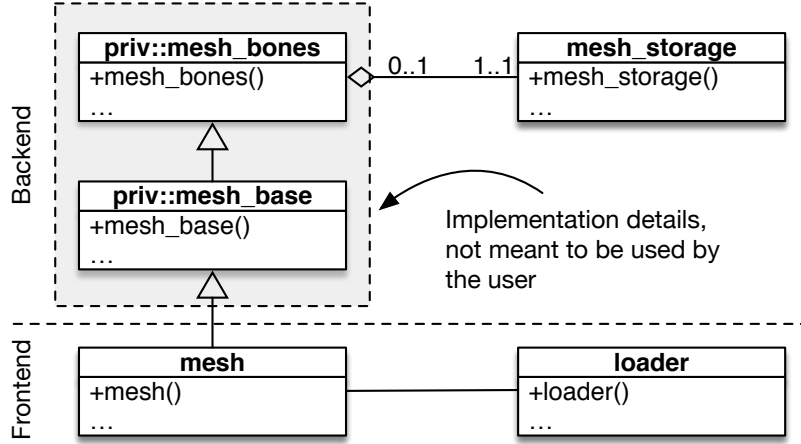 Backend
priv::mesh_bones
+mesh_bones()
…
0..1
1..1
mesh_storage
+mesh_storage()
…
priv::mesh_base
+mesh_base()
…
Implementation details,
not meant to be used by
the user
Frontend
mesh
+mesh()
…
loader
+loader()
…